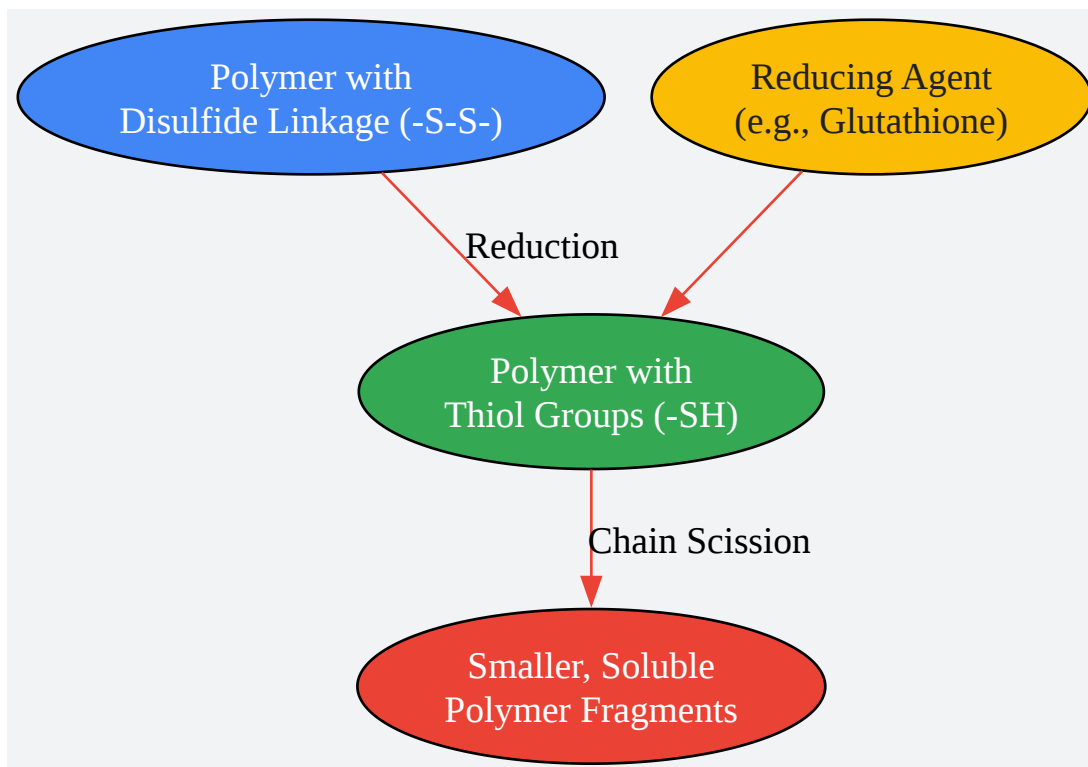 Polymer with
Disulfide Linkage (-S-S-)
Reducing Agent
(e.g., Glutathione)
Reduction
Polymer with
Thiol Groups (-SH)
Chain Scission
Smaller, Soluble
Polymer Fragments